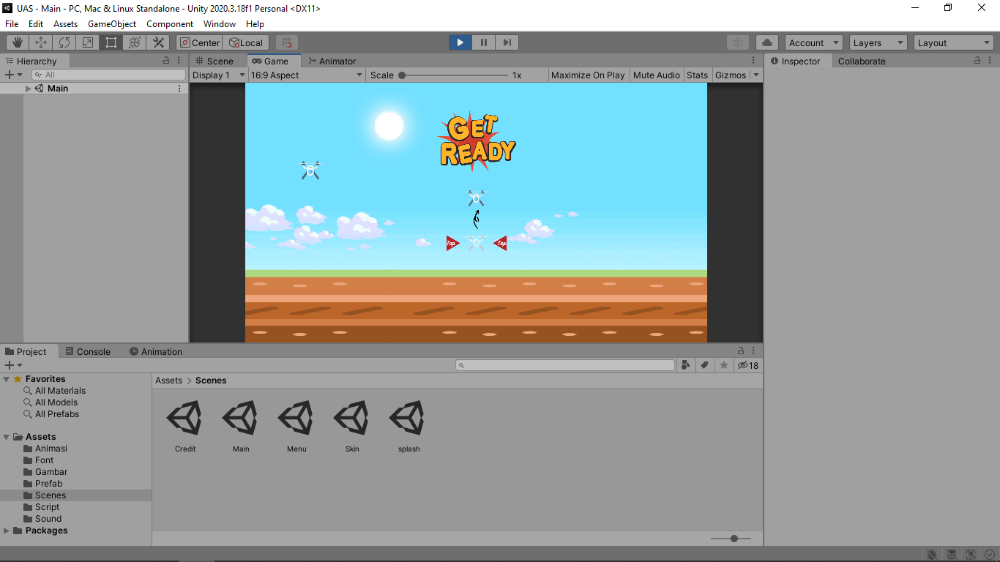 UAS - Main - PC, Mac & Linux Standalone - Unity 2020.3.18f1 Personal <DX11>
File Edit Assets GameObject Component Window Help
Center Local Account Layers Layout
Hierarchy Scene Game Animator Inspector Collaborate
All Display 1 16:9 Aspect Scale 1x Maximize On Play Mute Audio Stats Gizmos
Main
GET
READY
Tap Tap
Project Console Animation
18
Favorites
All Materials
All Models
All Prefabs
Assets
Animasi
Font
Gambar
Prefab
Scenes
Script
Sound
Packages
Assets > Scenes
Credit Main Menu Skin splash